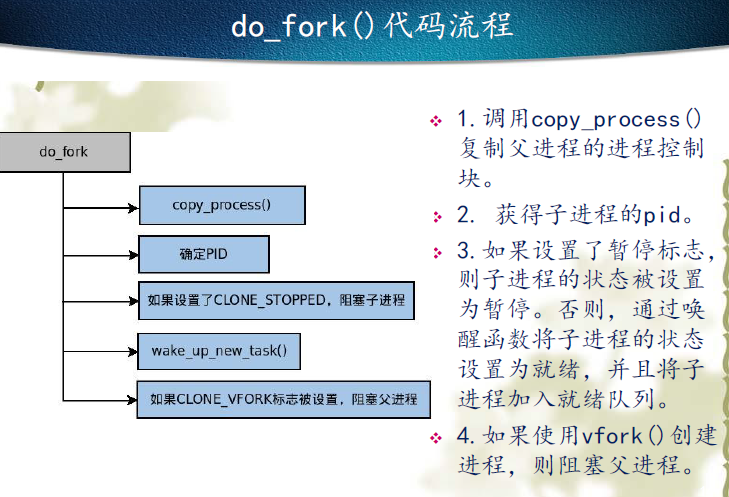 do_fork()代码流程
do_fork
copy_process()
确定PID
如果设置了CLONE_STOPPED，阻塞子进程
wake_up_new_task()
如果CLONE_VFORK标志被设置，阻塞父进程
1.调用copy_process()
复制父进程的进程控制
块。
2. 获得子进程的pid。
3.如果设置了暂停标志，
则子进程的状态被设置
为暂停。否则，通过唤
醒函数将子进程的状态
设置为就绪，并且将子
进程加入就绪队列。
4.如果使用vfork()创建
进程，则阻塞父进程。